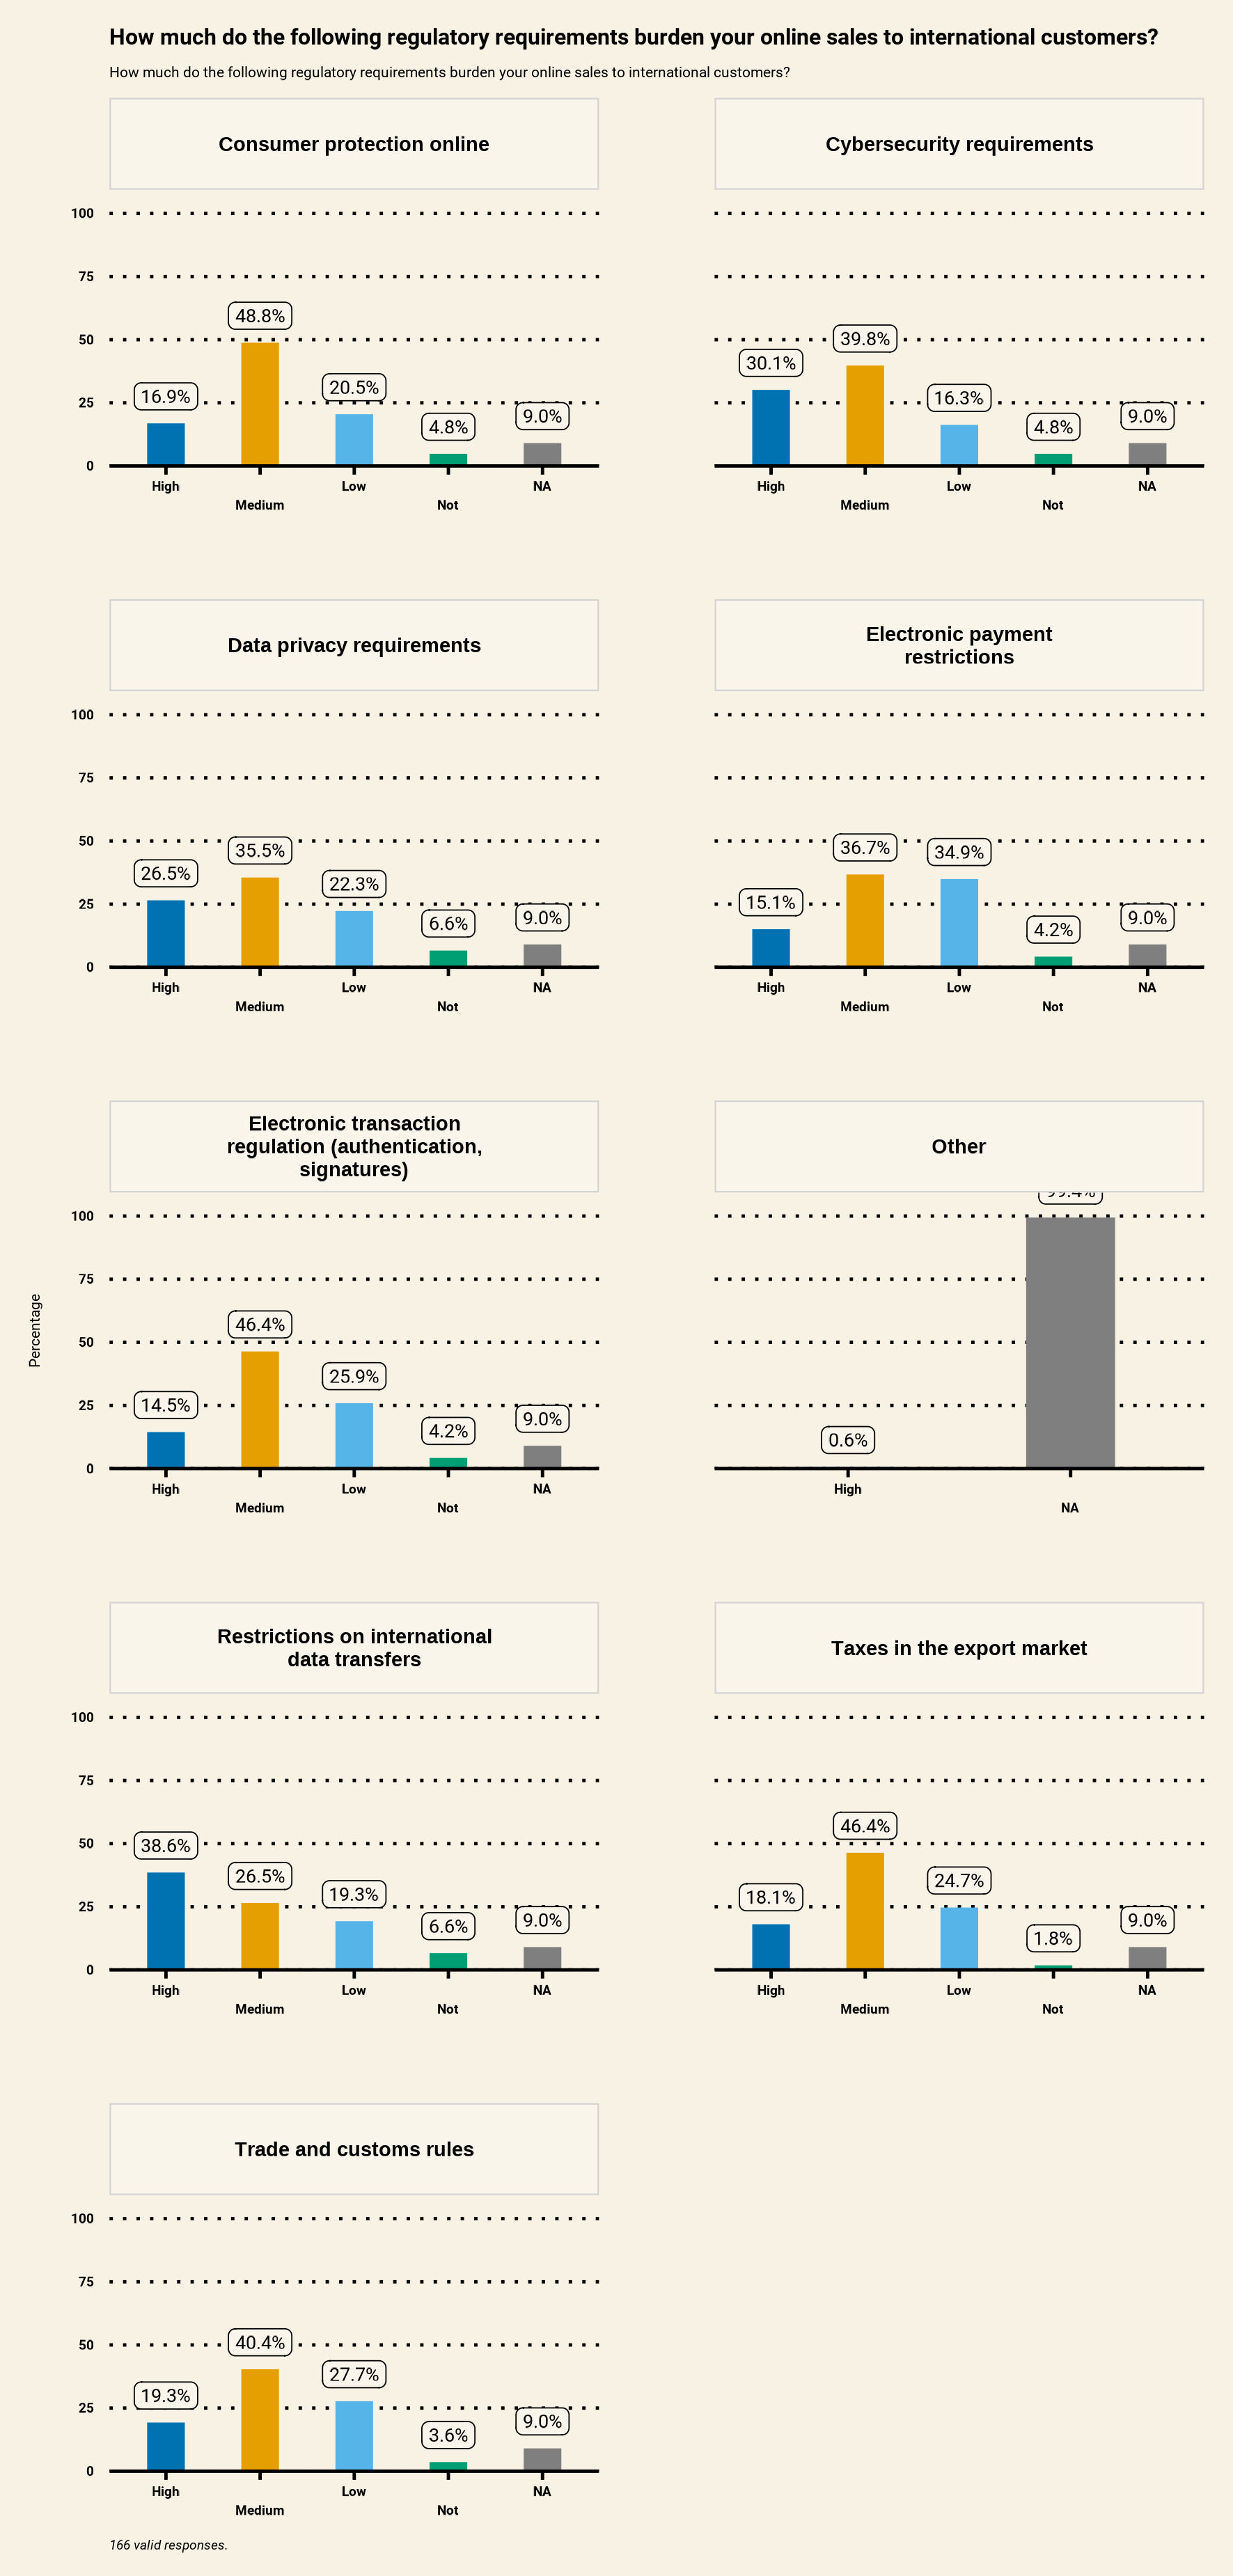 How much do the following regulatory requirements burden your online sales to international customers?
How much do the following regulatory requirements burden your online sales to international customers?
Consumer protection online
100
75
50
25
0
16.9%
48.8%
20.5%
4.8%
9.0%
High
Medium
Low
Not
NA
Cybersecurity requirements
30.1%
39.8%
16.3%
4.8%
9.0%
High
Medium
Low
Not
NA
Data privacy requirements
100
75
50
25
0
26.5%
35.5%
22.3%
6.6%
9.0%
High
Medium
Low
Not
NA
Electronic payment
restrictions
15.1%
36.7%
34.9%
4.2%
9.0%
High
Medium
Low
Not
NA
Percentage
Electronic transaction
regulation (authentication,
signatures)
100
75
50
25
0
14.5%
46.4%
25.9%
4.2%
9.0%
High
Medium
Low
Not
NA
Other
0.6%
99.4%
High
NA
Restrictions on international
data transfers
100
75
50
25
0
38.6%
26.5%
19.3%
6.6%
9.0%
High
Medium
Low
Not
NA
Taxes in the export market
18.1%
46.4%
24.7%
1.8%
9.0%
High
Medium
Low
Not
NA
Trade and customs rules
100
75
50
25
0
19.3%
40.4%
27.7%
3.6%
9.0%
High
Medium
Low
Not
NA
166 valid responses.